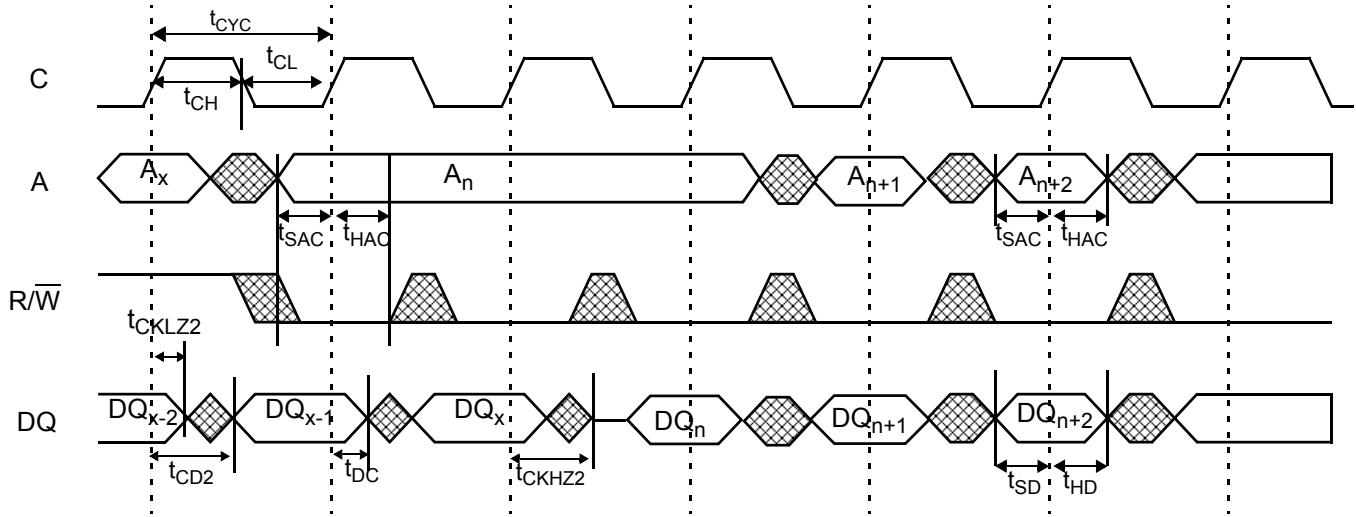 tCYC
C
tCL
tCH
A
Ax
An
An+1
An+2
tSAC
tHAC
tSAC
tHAC
R/W̅
tCKLZ2
DQ
DQx-2
DQx-1
DQx
DQn
DQn+1
DQn+2
tCD2
tDC
tCKHZ2
tSD
tHD